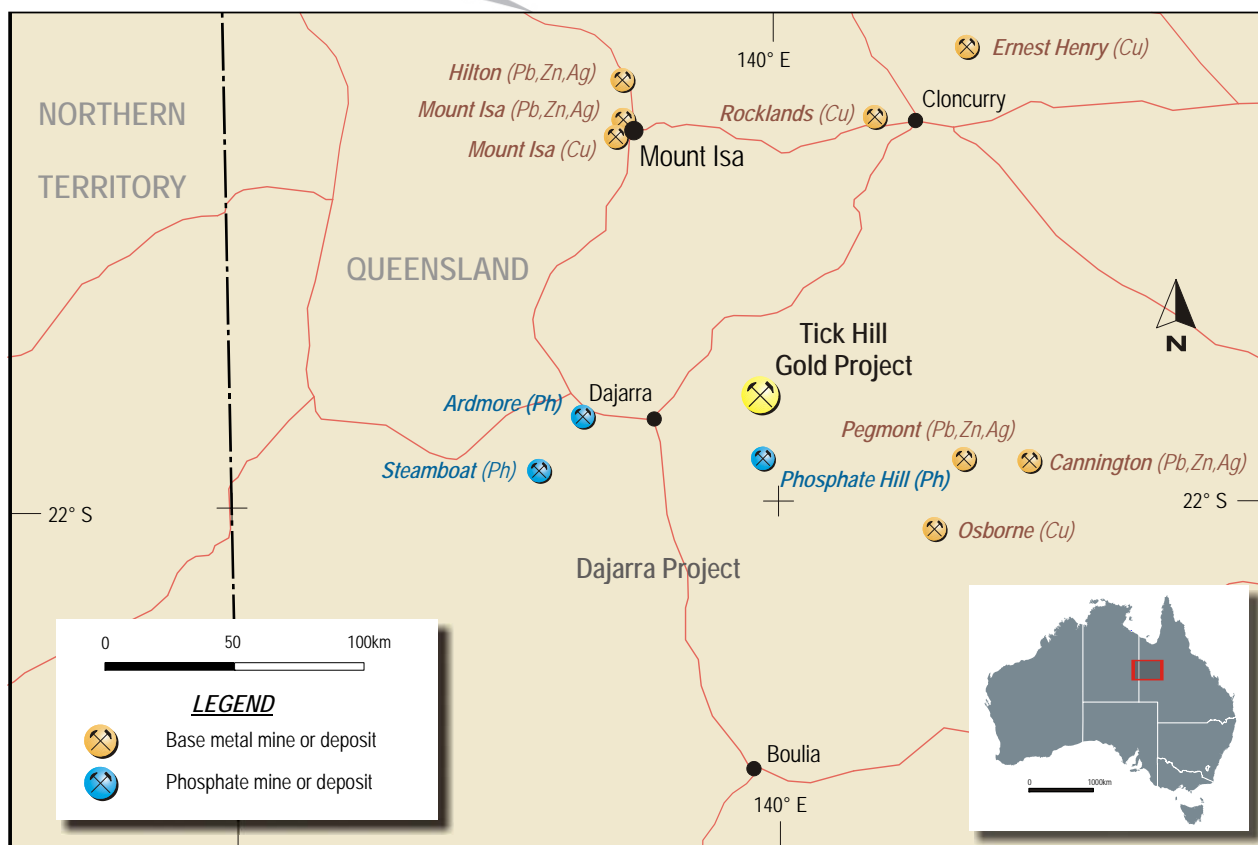 140° E
Ernest Henry (Cu)
Hilton (Pb,Zn,Ag)
NORTHERN
TERRITORY
Mount Isa (Pb,Zn,Ag)
Rocklands (Cu)
Cloncurry
Mount Isa (Cu)
Mount Isa
QUEENSLAND
Tick Hill
Gold Project
N
Ardmore (Ph)
Dajarra
Pegmont (Pb,Zn,Ag)
Steamboat (Ph)
Phosphate Hill (Ph)
Cannington (Pb,Zn,Ag)
22° S
22° S
Osborne (Cu)
Dajarra Project
0 50 100km
LEGEND
Base metal mine or deposit
Phosphate mine or deposit
Boulia
140° E
0 1000km